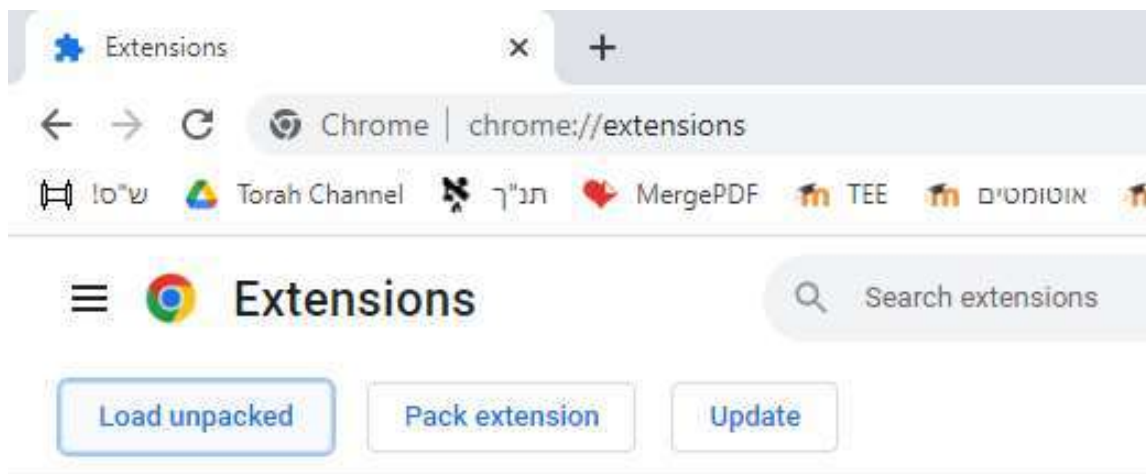 Extensions
Chrome | chrome://extensions
ש"ס! Torah Channel תנ"ך MergePDF TEE אוטומטים
Extensions Search extensions
Load unpacked Pack extension Update